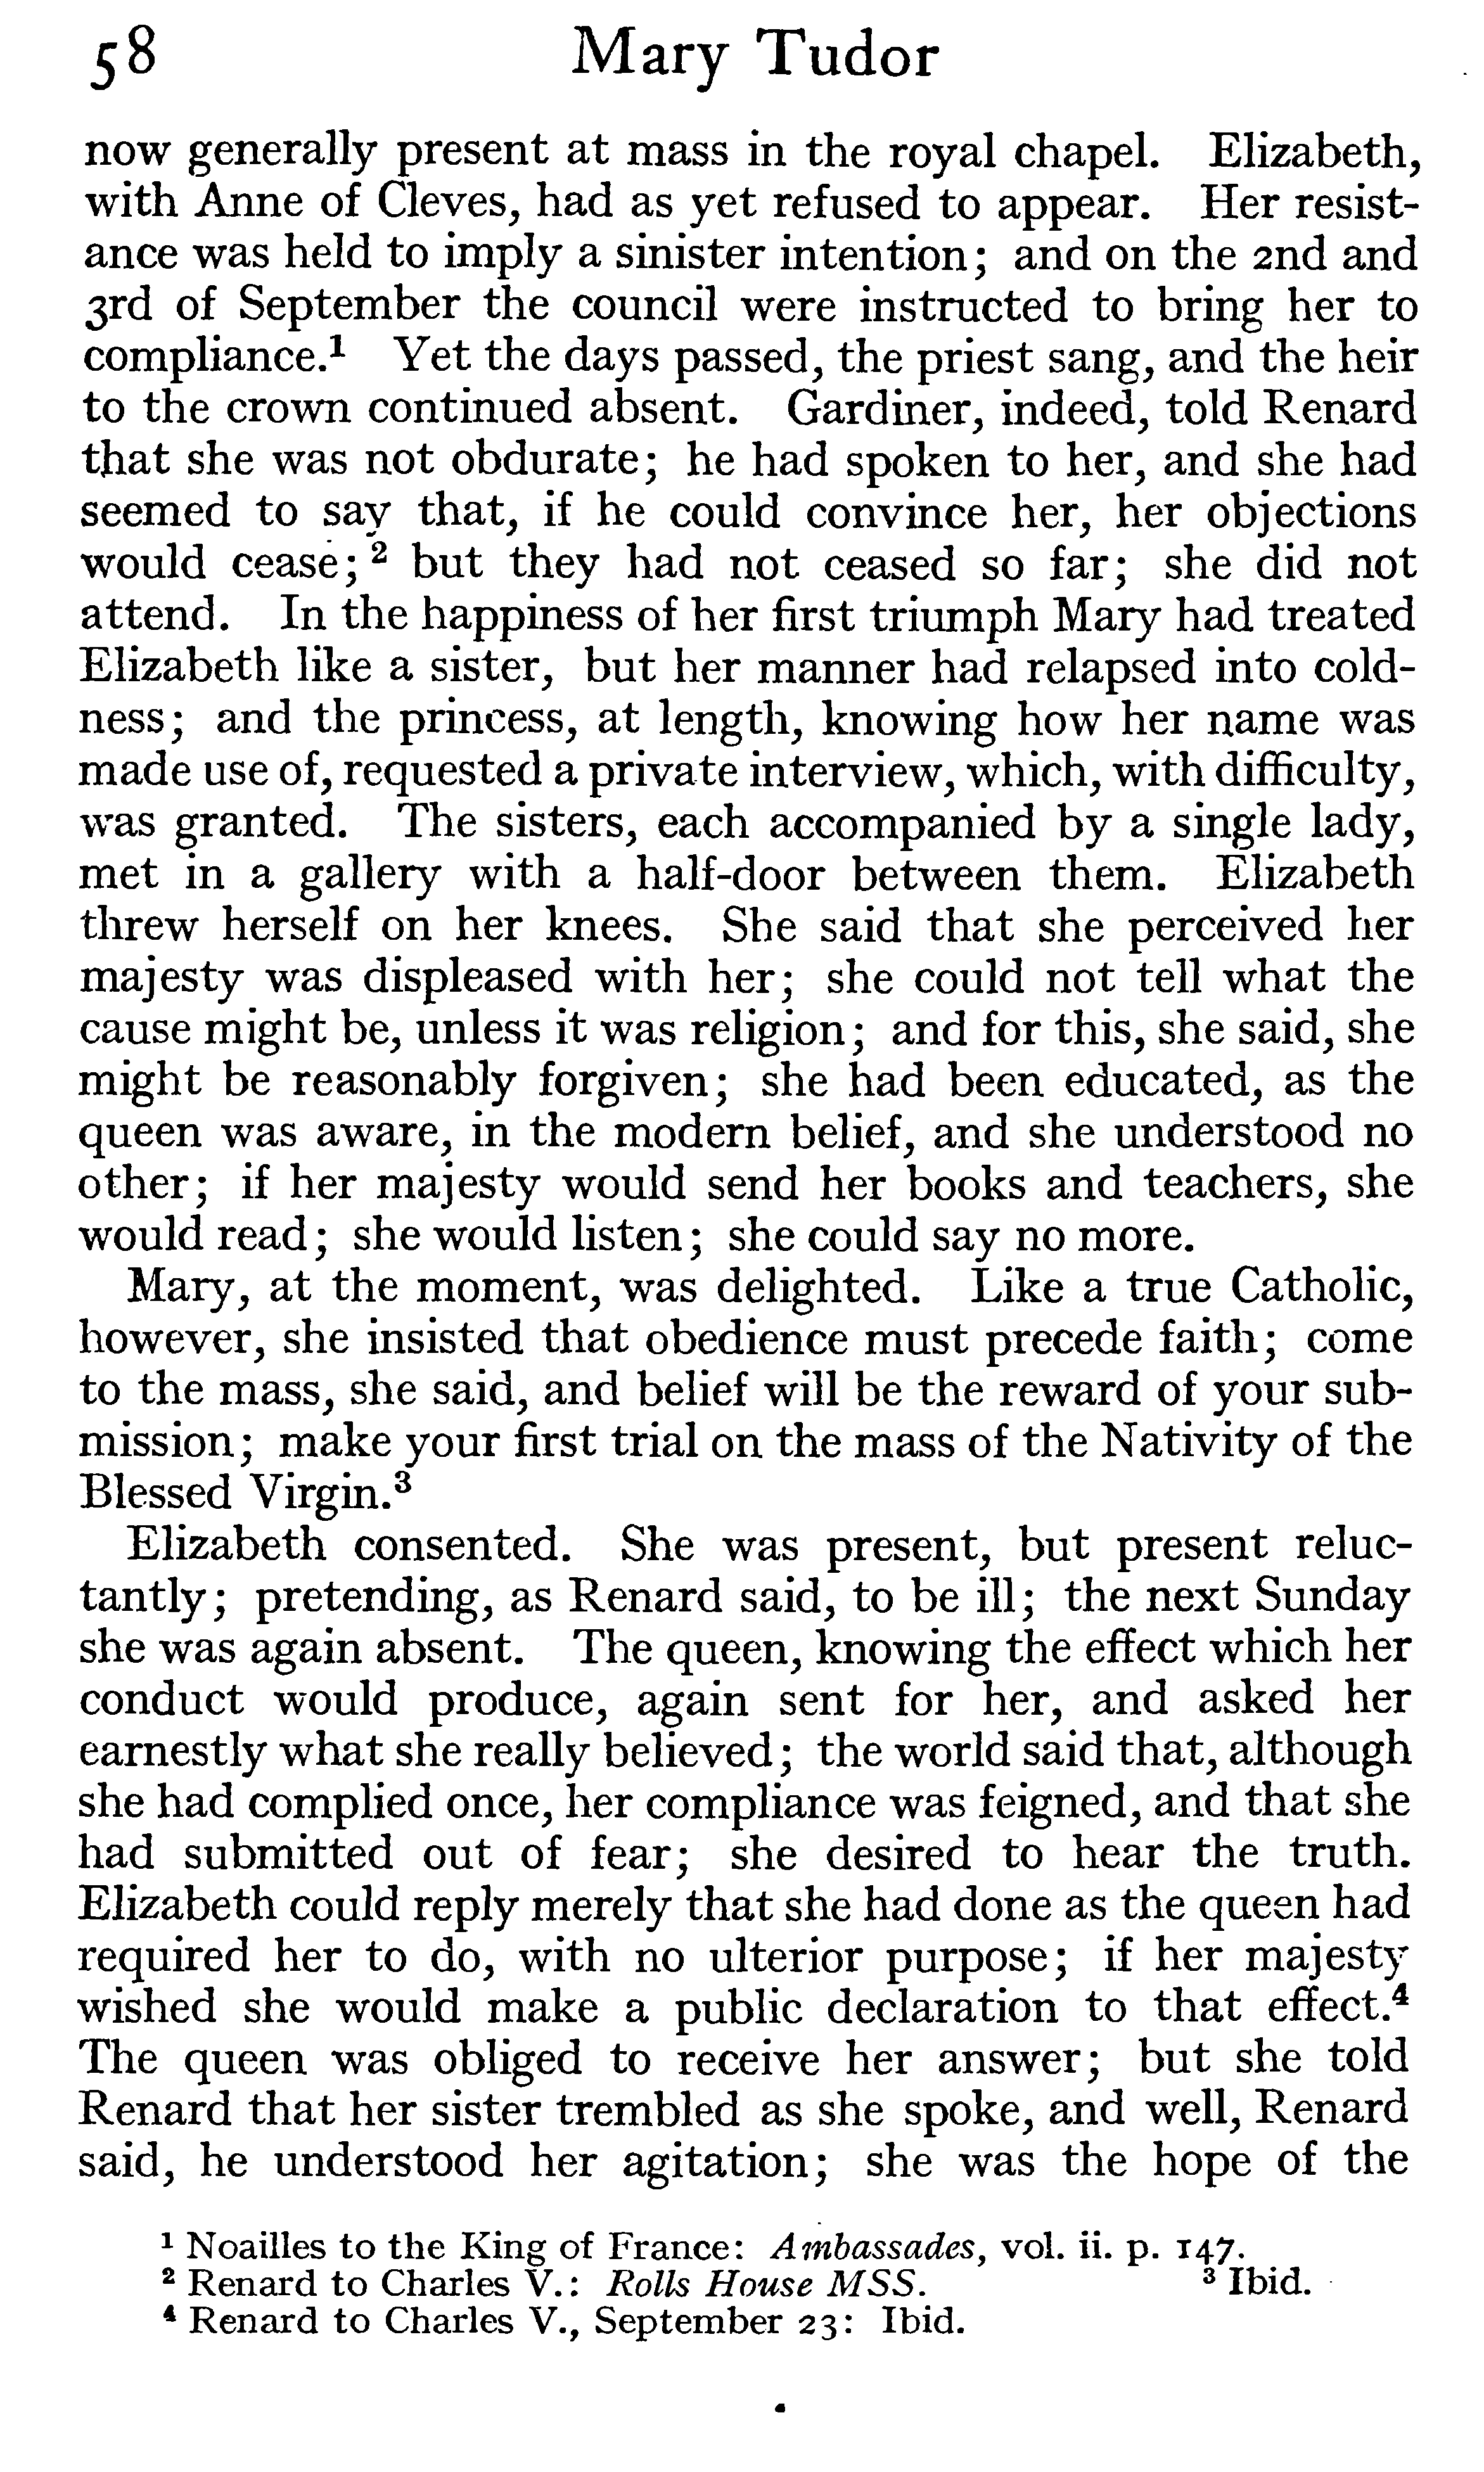 58 Mary Tudor
now generally present at mass in the royal chapel. Elizabeth,
with Anne of Cleves, had as yet refused to appear. Her resist-
ance was held to imply a sinister intention; and on the 2nd and
3rd of September the council were instructed to bring her to
compliance.¹ Yet the days passed, the priest sang, and the heir
to the crown continued absent. Gardiner, indeed, told Renard
that she was not obdurate; he had spoken to her, and she had
seemed to say that, if he could convince her, her objections
would cease;² but they had not ceased so far; she did not
attend. In the happiness of her first triumph Mary had treated
Elizabeth like a sister, but her manner had relapsed into cold-
ness; and the princess, at length, knowing how her name was
made use of, requested a private interview, which, with difficulty,
was granted. The sisters, each accompanied by a single lady,
met in a gallery with a half-door between them. Elizabeth
threw herself on her knees. She said that she perceived her
majesty was displeased with her; she could not tell what the
cause might be, unless it was religion; and for this, she said, she
might be reasonably forgiven; she had been educated, as the
queen was aware, in the modern belief, and she understood no
other; if her majesty would send her books and teachers, she
would read; she would listen; she could say no more.
Mary, at the moment, was delighted. Like a true Catholic,
however, she insisted that obedience must precede faith; come
to the mass, she said, and belief will be the reward of your sub-
mission; make your first trial on the mass of the Nativity of the
Blessed Virgin.³
Elizabeth consented. She was present, but present reluc-
tantly; pretending, as Renard said, to be ill; the next Sunday
she was again absent. The queen, knowing the effect which her
conduct would produce, again sent for her, and asked her
earnestly what she really believed; the world said that, although
she had complied once, her compliance was feigned, and that she
had submitted out of fear; she desired to hear the truth.
Elizabeth could reply merely that she had done as the queen had
required her to do, with no ulterior purpose; if her majesty
wished she would make a public declaration to that effect.⁴
The queen was obliged to receive her answer; but she told
Renard that her sister trembled as she spoke, and well, Renard
said, he understood her agitation; she was the hope of the
¹ Noailles to the King of France: Ambassades, vol. ii. p. 147.
² Renard to Charles V.: Rolls House MSS. ³ Ibid.
⁴ Renard to Charles V., September 23: Ibid.